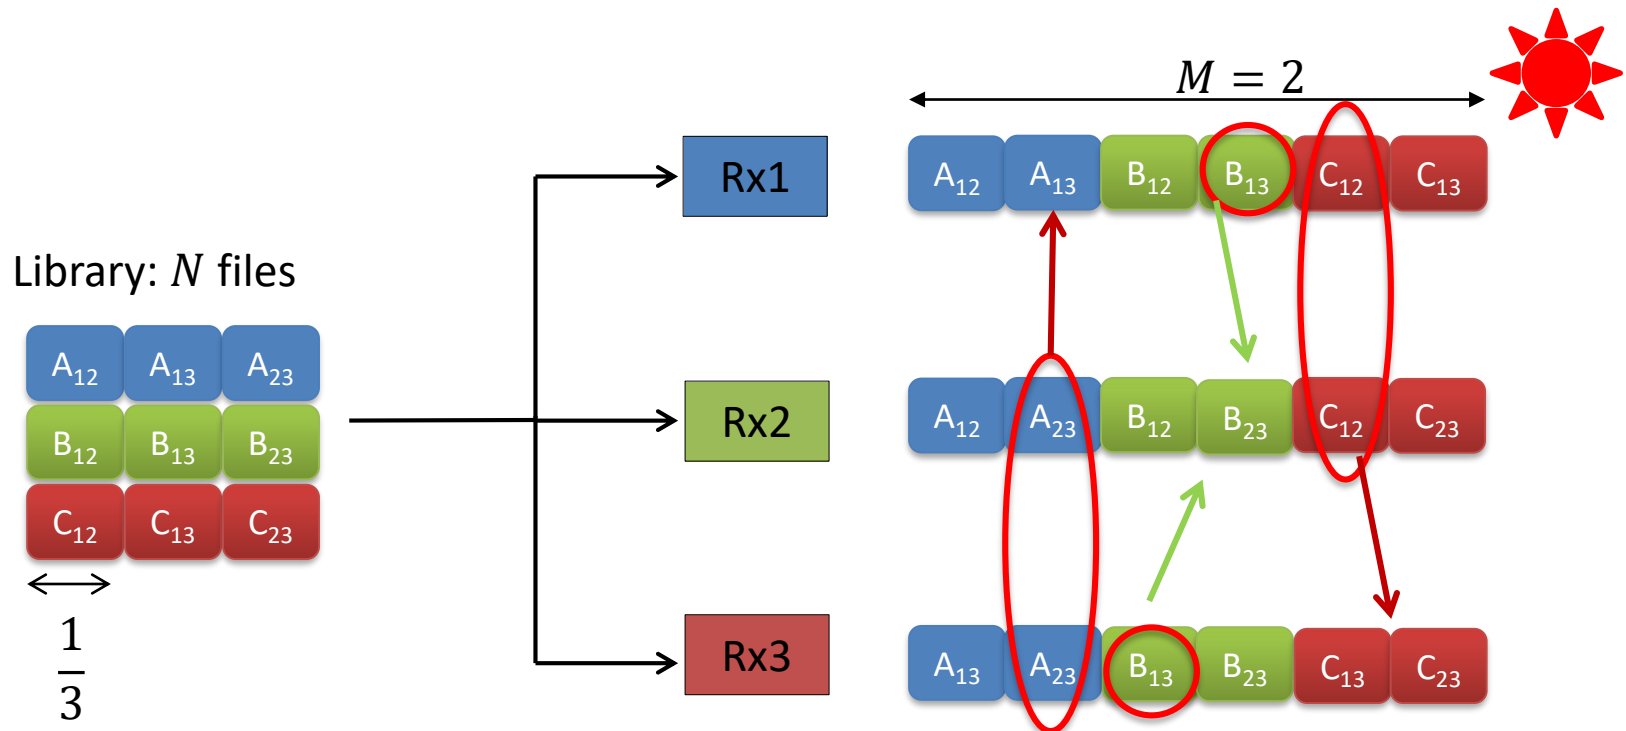 M = 2
Rx1
A12 A13 B12 B13 C12 C13
Library: N files
A12 A13 A23
B12 B13 B23
C12 C13 C23
1
3
Rx2
A12 A23 B12 B23 C12 C23
Rx3
A13 A23 B13 B23 C13 C23